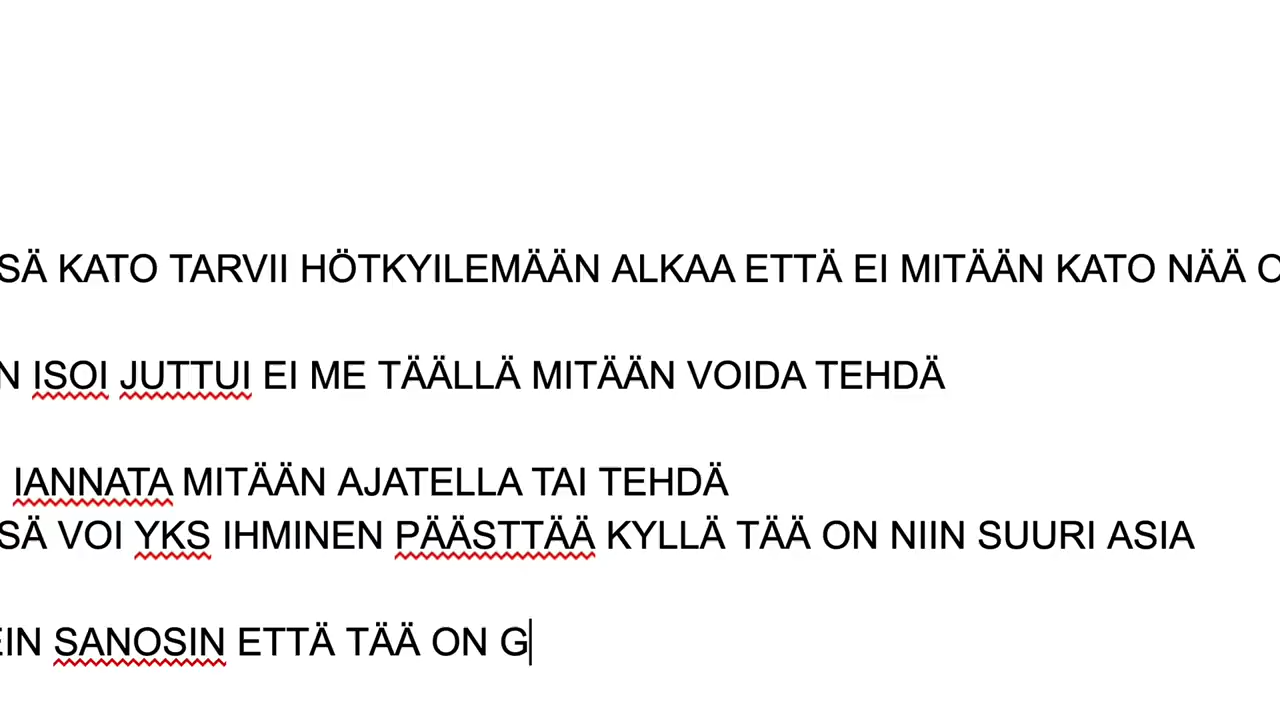 SÄ KATO TARVII HÖTKYILEMÄÄN ALKAA ETTÄ EI MITÄÄN KATO NÄÄ
N ISOI JUTTUI EI ME TÄÄLLÄ MITÄÄN VOIDA TEHDÄ
IANNATA MITÄÄN AJATELLA TAI TEHDÄ
SÄ VOI YKS IHMINEN PÄÄSTTÄÄ KYLLÄ TÄÄ ON NIIN SUURI ASIA
EIN SANOSIN ETTÄ TÄÄ ON G